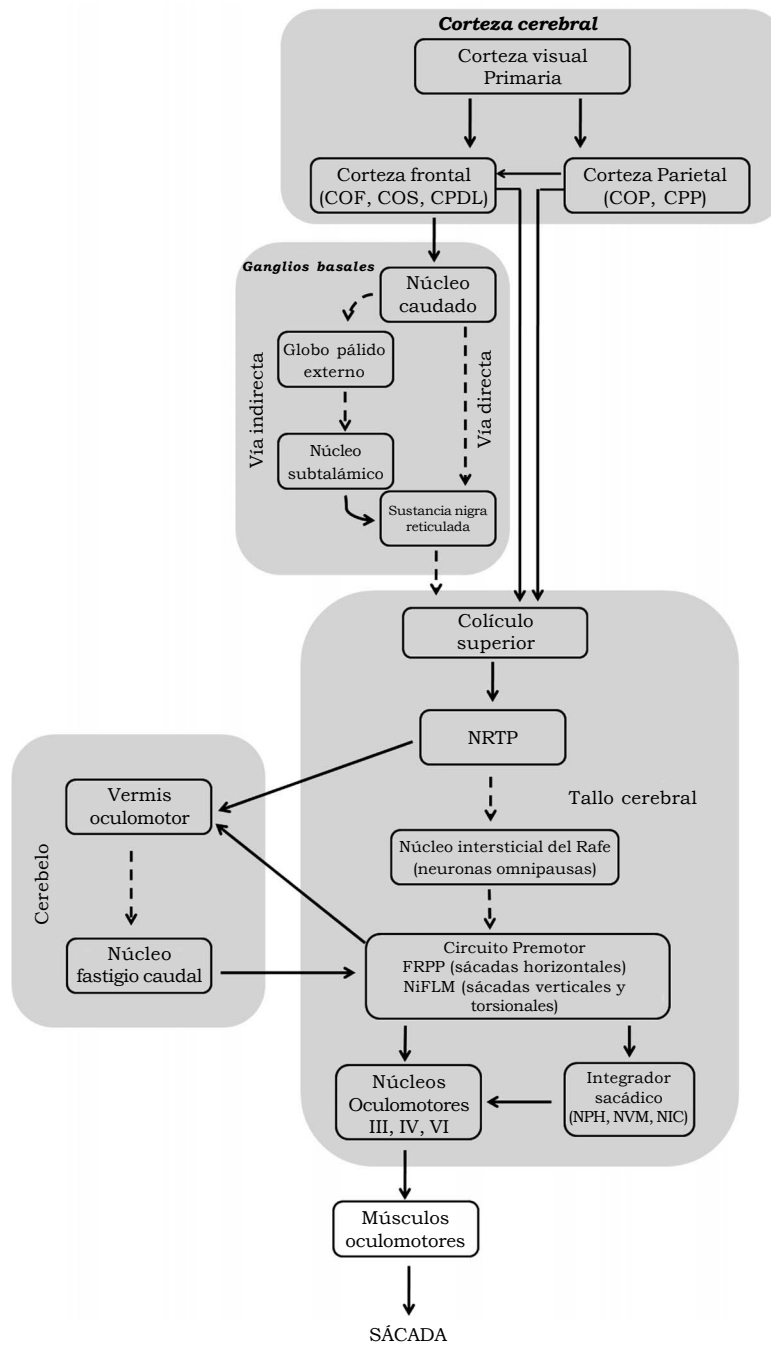 Corteza cerebral
Corteza visual
Primaria
Corteza frontal
(COF, COS, CPDL)
Corteza Parietal
(COP, CPP)
Ganglios basales
Núcleo
caudado
Globo pálido
externo
Vía indirecta
Vía directa
Núcleo
subtalámico
Sustancia nigra
reticulada
Colículo
superior
NRTP
Tallo cerebral
Vermis
oculomotor
Cerebelo
Núcleo intersticial del Rafe
(neuronas omnipausas)
Núcleo
fastigio caudal
Circuito Premotor
FRPP (sácadas horizontales)
NiFLM (sácadas verticales y
torsionales)
Núcleos
Oculomotores
III, IV, VI
Integrador
sacádico
(NPH, NVM, NIC)
Músculos
oculomotores
SÁCADA